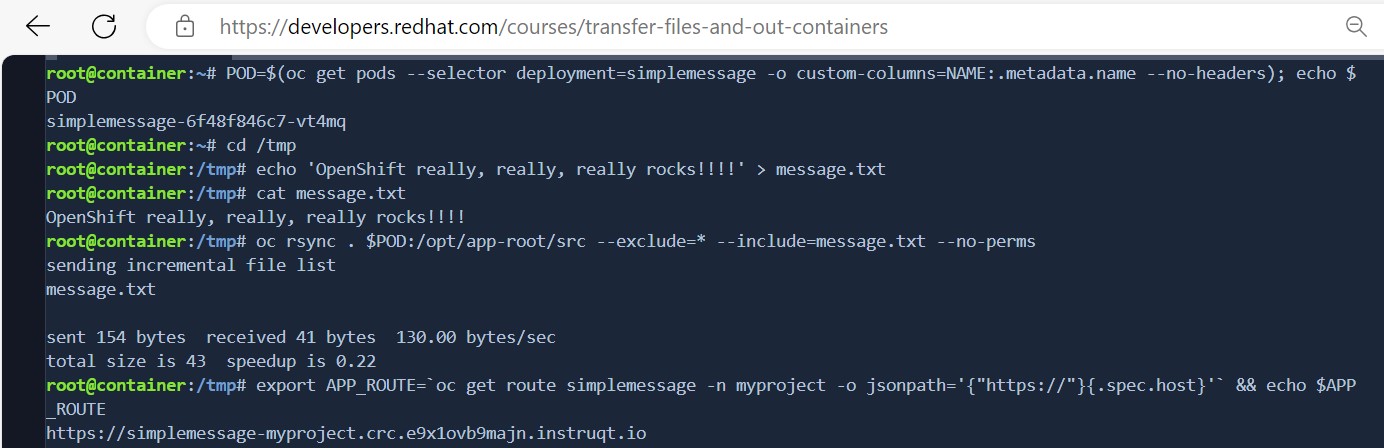 https://developers.redhat.com/courses/transfer-files-and-out-containers
root@container:~# POD=$(oc get pods --selector deployment=simplemessage -o custom-columns=NAME:.metadata.name --no-headers); echo $
POD
simplemessage-6f48f846c7-vt4mq
root@container:~# cd /tmp
root@container:/tmp# echo 'OpenShift really, really, really rocks!!!!' > message.txt
root@container:/tmp# cat message.txt
OpenShift really, really, really rocks!!!!
root@container:/tmp# oc rsync . $POD:/opt/app-root/src --exclude=* --include=message.txt --no-perms
sending incremental file list
message.txt
sent 154 bytes  received 41 bytes  130.00 bytes/sec
total size is 43  speedup is 0.22
root@container:/tmp# export APP_ROUTE=`oc get route simplemessage -n myproject -o jsonpath='{"https://"}{.spec.host}'` && echo $APP
_ROUTE
https://simplemessage-myproject.crc.e9x1ovb9majn.instruqt.io